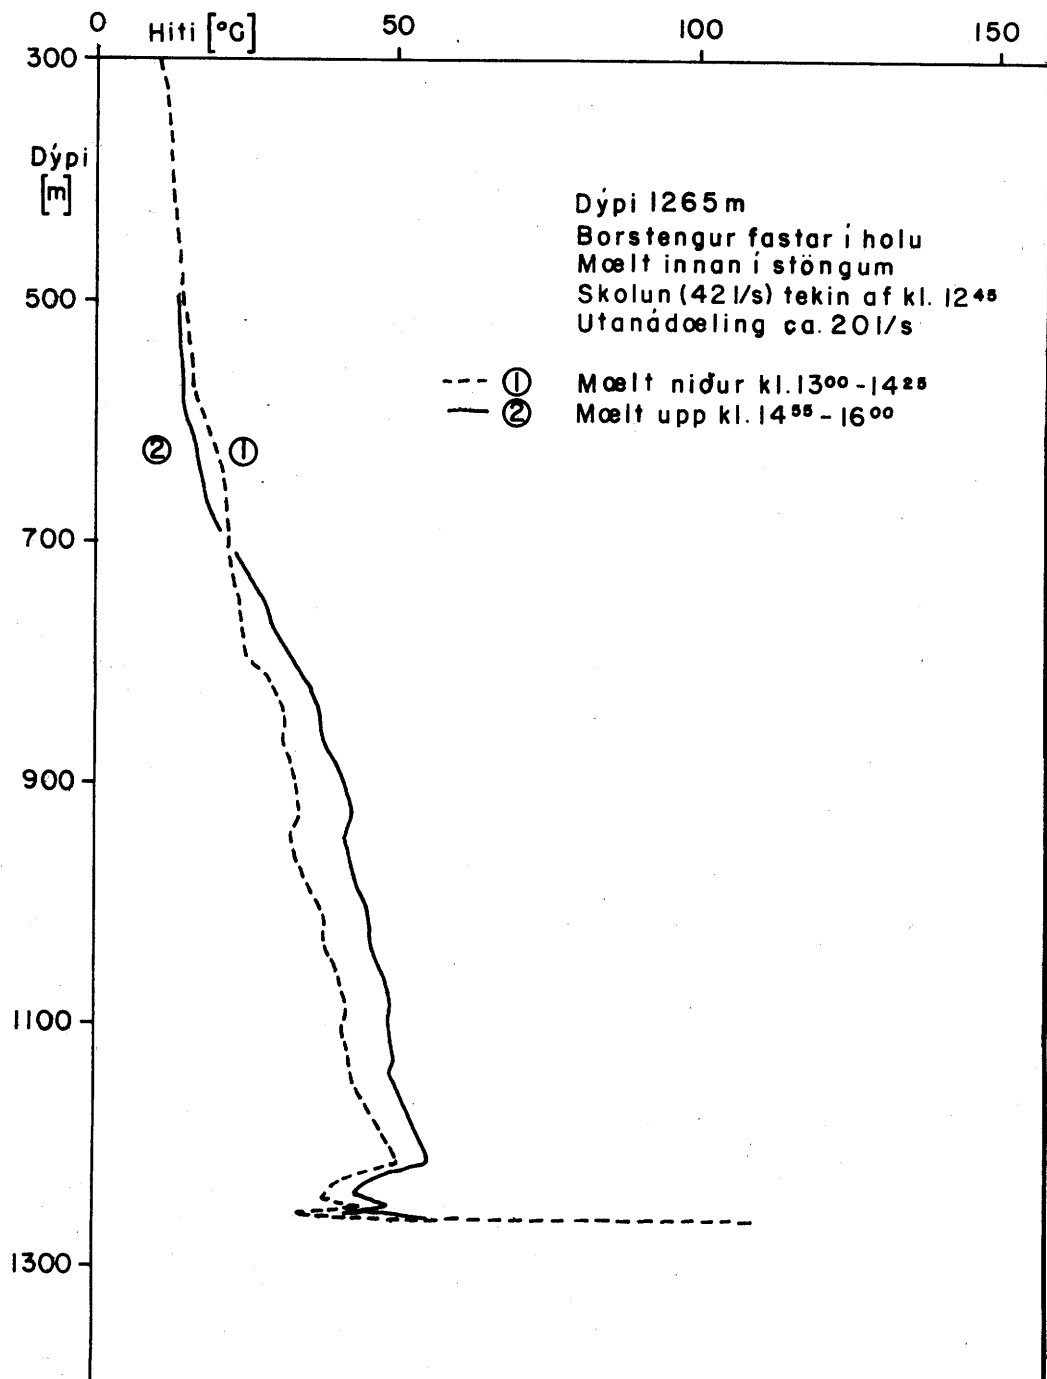 0 Hiti [°C] 50 100 150
300
Dýpi
[m]
Dýpi 1265 m
Borstengur fastar í holu
Mælt innan í stöngum
500
Skolun (42 l/s) tekin af kl. 12⁴⁵
Utanádæling ca. 20 l/s
--- ① Mælt niður kl. 13⁰⁰ - 14²⁵
— ② Mælt upp kl. 14⁵⁵ - 16⁰⁰
② ①
700
900
1100
1300